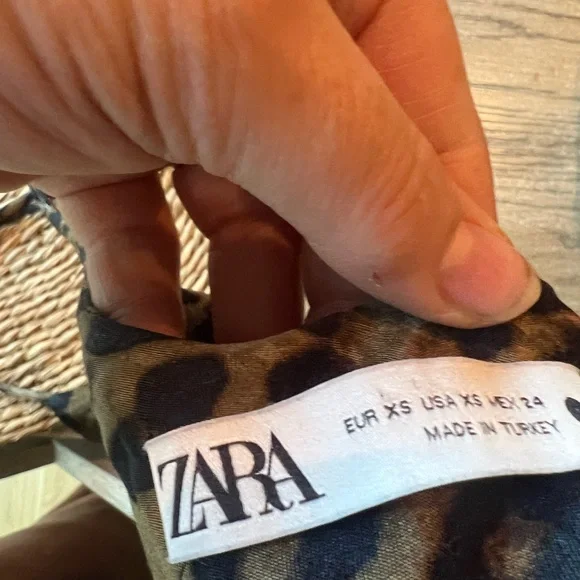 ZARA
EUR XS USA XS MEX 24
MADE IN TURKEY